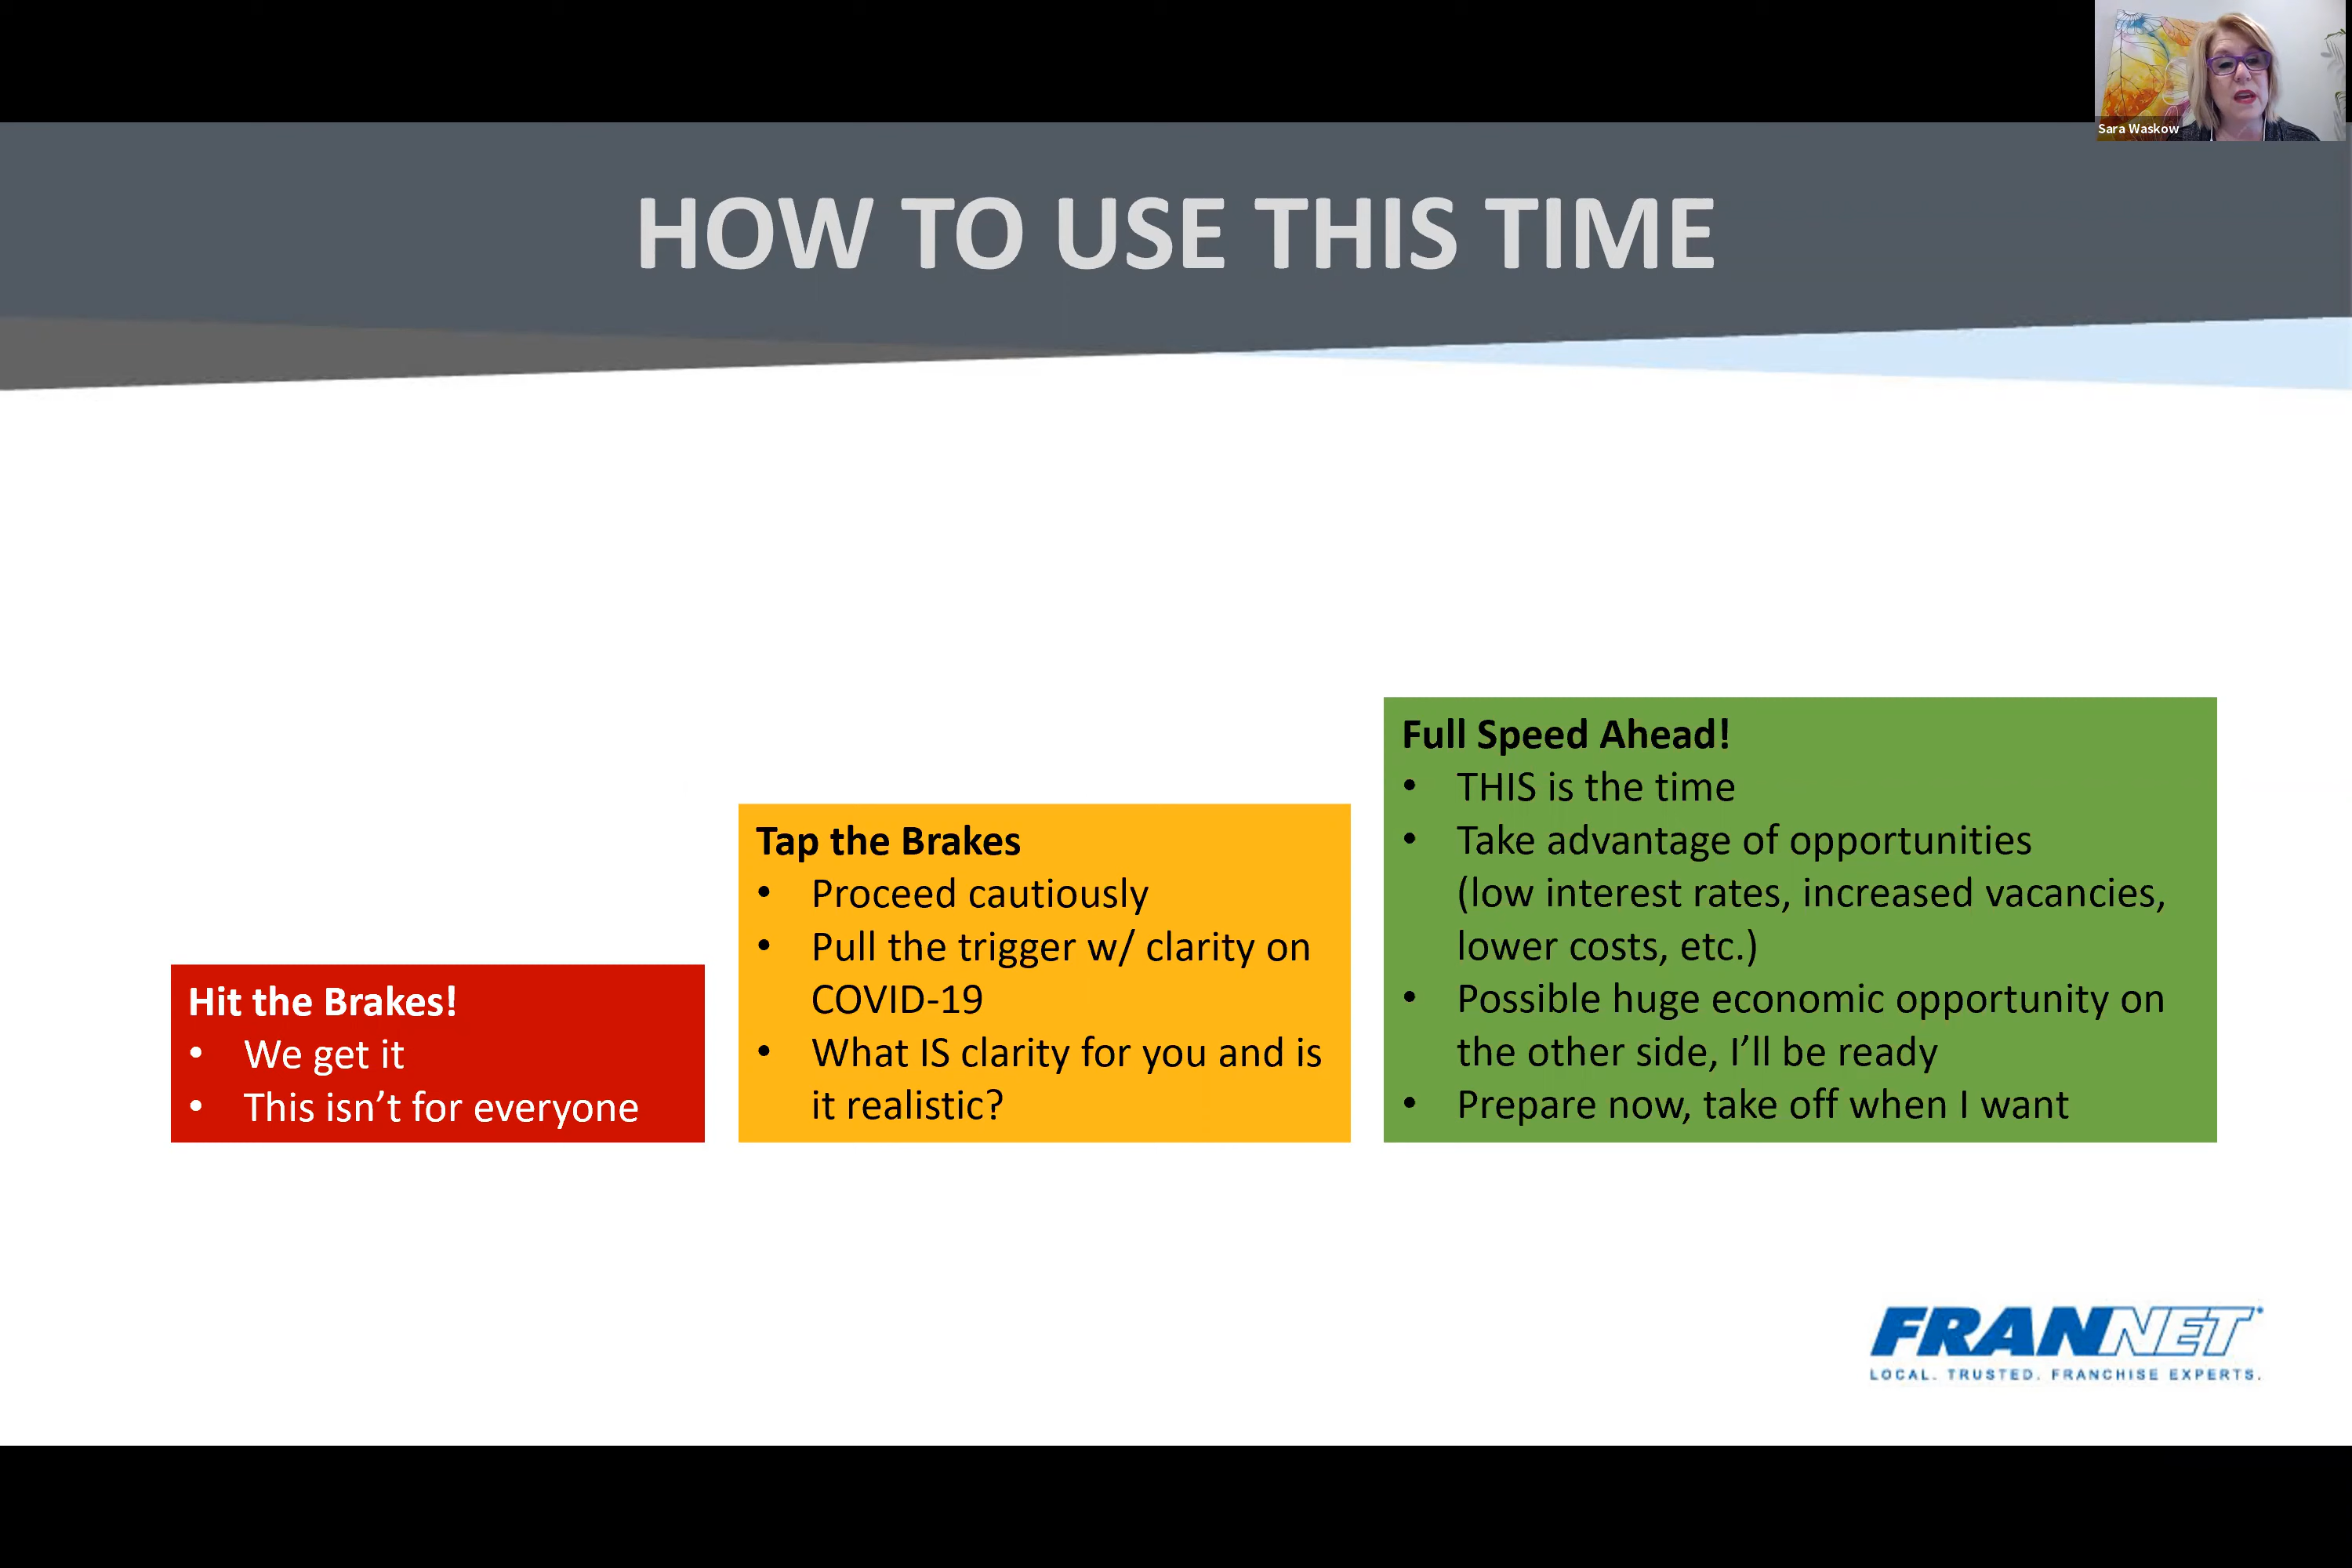 Sara Waskow
HOW TO USE THIS TIME
Hit the Brakes!
• We get it
• This isn’t for everyone
Tap the Brakes
• Proceed cautiously
• Pull the trigger w/ clarity on
COVID-19
• What IS clarity for you and is
it realistic?
Full Speed Ahead!
• THIS is the time
• Take advantage of opportunities
(low interest rates, increased vacancies,
lower costs, etc.)
• Possible huge economic opportunity on
the other side, I’ll be ready
• Prepare now, take off when I want
FRANNET
LOCAL. TRUSTED. FRANCHISE EXPERTS.